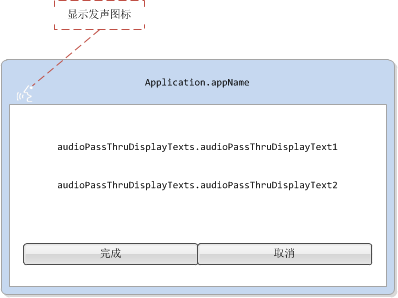 显示发声图标
Application.appName
audioPassThruDisplayTexts.audioPassThruDisplayText1
audioPassThruDisplayTexts.audioPassThruDisplayText2
完成 取消